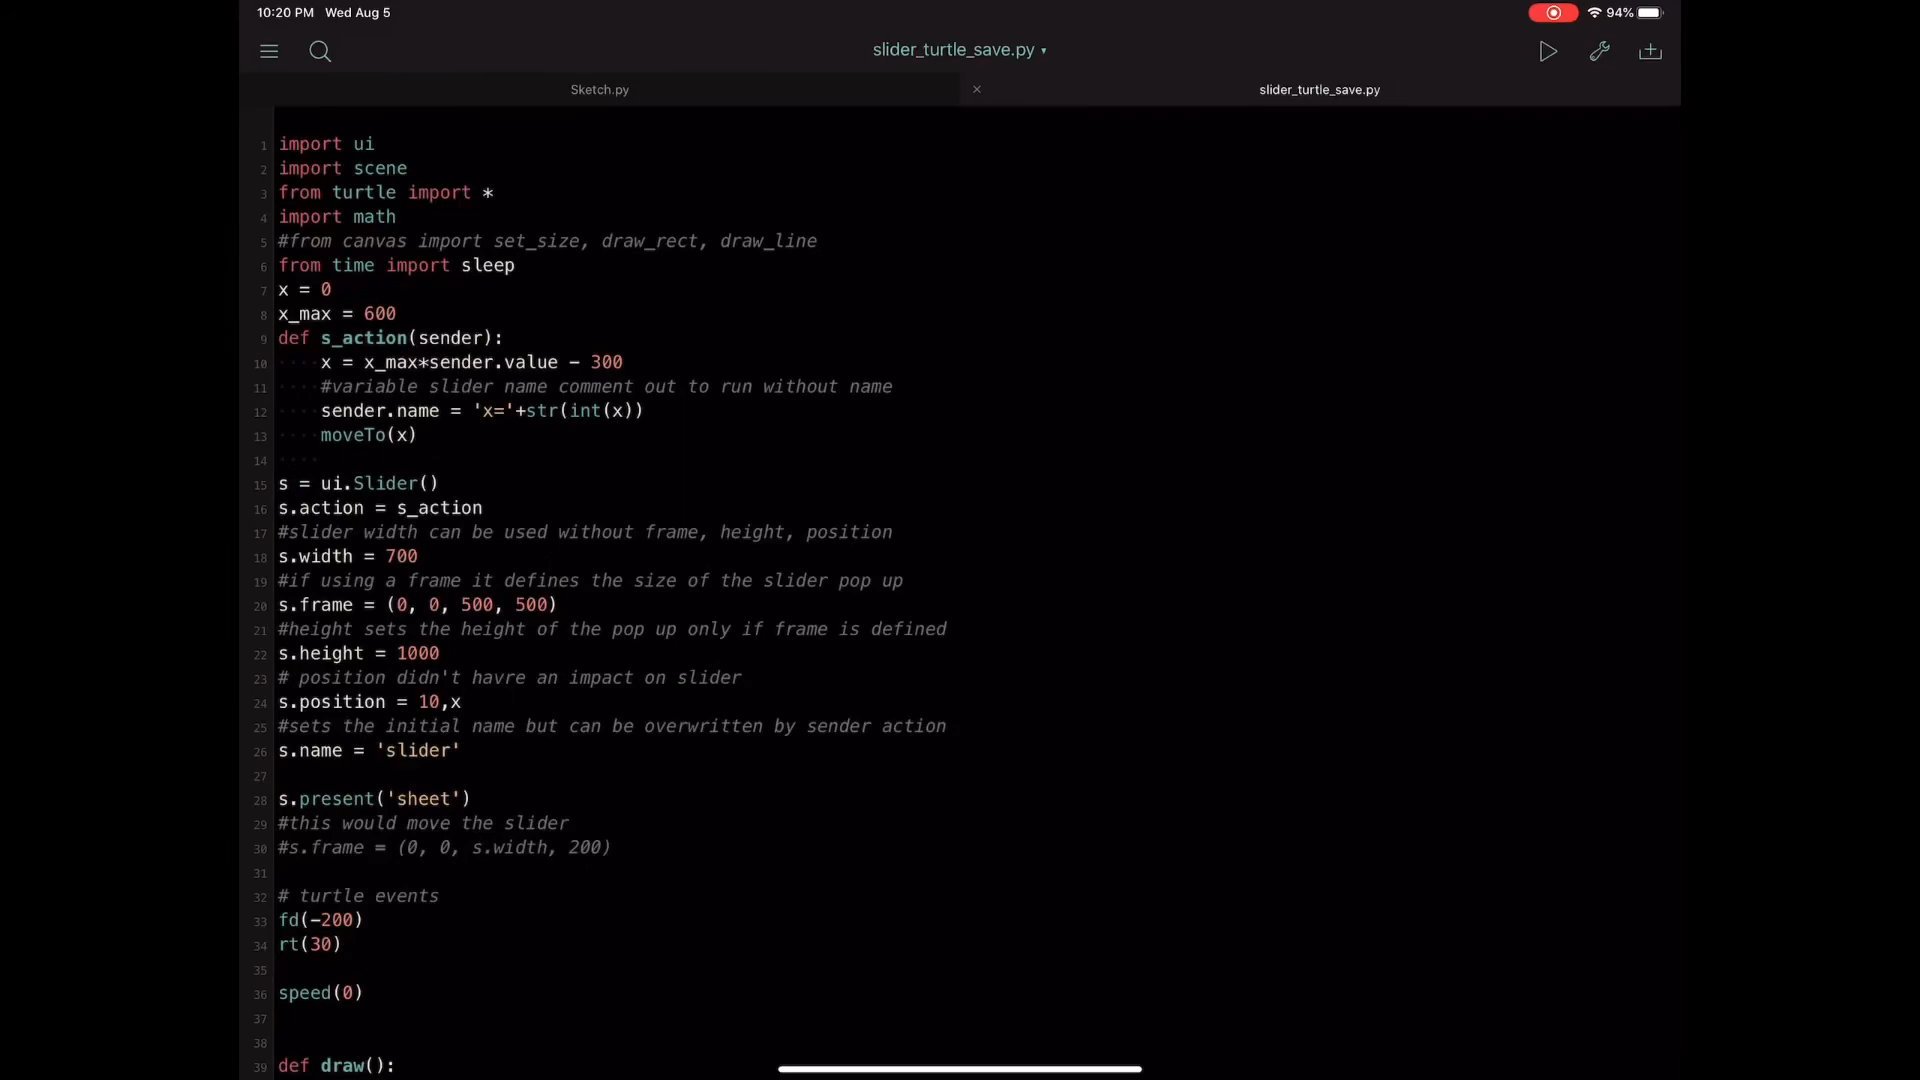 10:20 PM Wed Aug 5
94%
slider_turtle_save.py ▾
Sketch.py
× slider_turtle_save.py
1 import ui
2 import scene
3 from turtle import *
4 import math
5 #from canvas import set_size, draw_rect, draw_line
6 from time import sleep
7 x = 0
8 x_max = 600
9 def s_action(sender):
10 ····x = x_max*sender.value - 300
11 ····#variable slider name comment out to run without name
12 ····sender.name = 'x='+str(int(x))
13 ····moveTo(x)
14 ····
15 s = ui.Slider()
16 s.action = s_action
17 #slider width can be used without frame, height, position
18 s.width = 700
19 #if using a frame it defines the size of the slider pop up
20 s.frame = (0, 0, 500, 500)
21 #height sets the height of the pop up only if frame is defined
22 s.height = 1000
23 # position didn't havre an impact on slider
24 s.position = 10,x
25 #sets the initial name but can be overwritten by sender action
26 s.name = 'slider'
27
28 s.present('sheet')
29 #this would move the slider
30 #s.frame = (0, 0, s.width, 200)
31
32 # turtle events
33 fd(-200)
34 rt(30)
35
36 speed(0)
37
38
39 def draw():